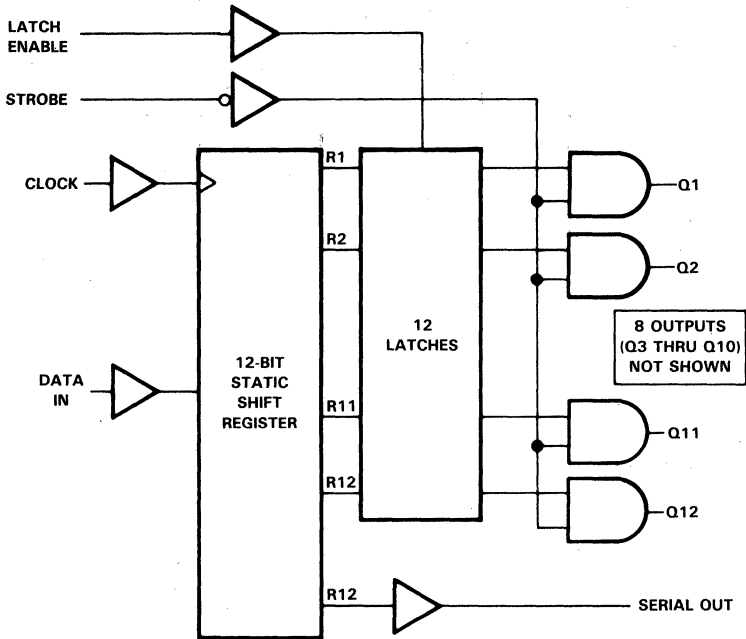 LATCH
ENABLE
STROBE
CLOCK
DATA
IN
12-BIT
STATIC
SHIFT
REGISTER
R1
R2
R11
R12
R12
12
LATCHES
Q1
Q2
8 OUTPUTS
(Q3 THRU Q10)
NOT SHOWN
Q11
Q12
SERIAL OUT